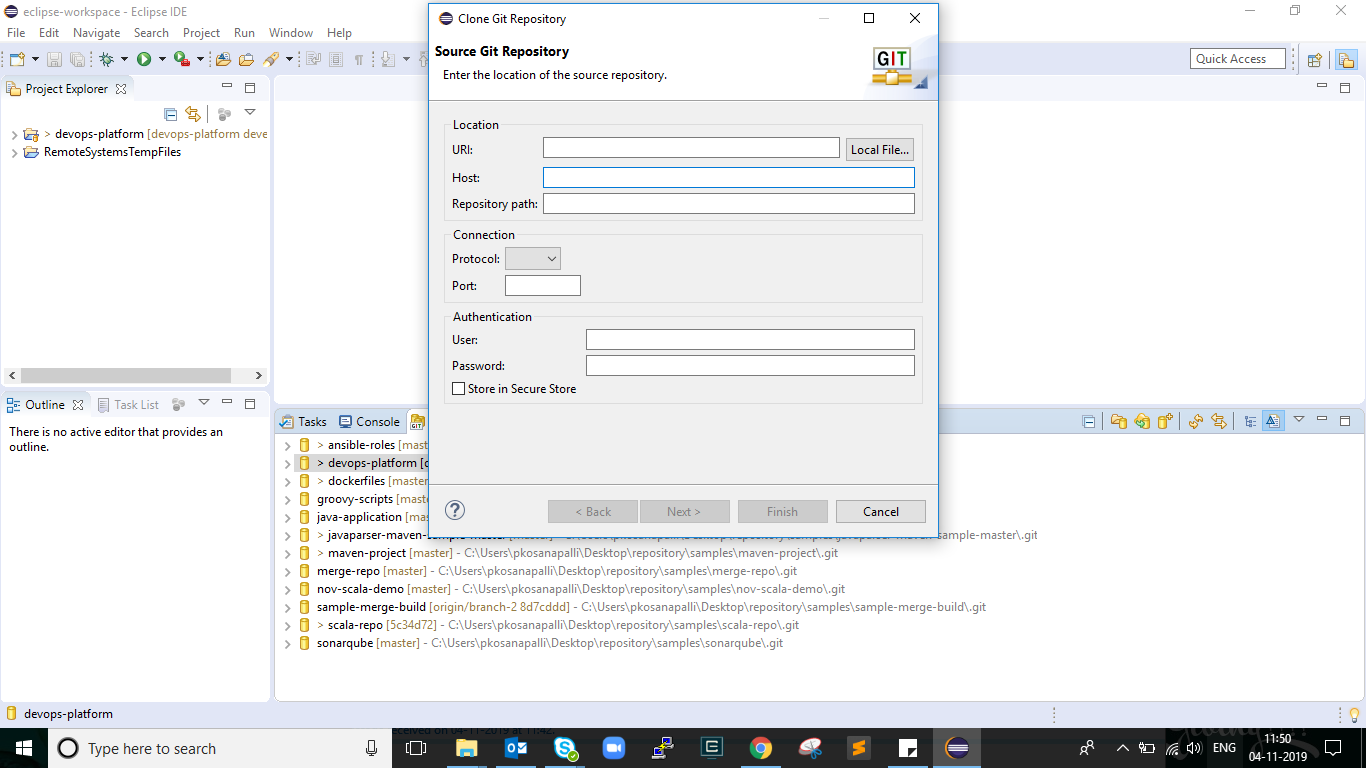 eclipse-workspace - Eclipse IDE
File Edit Navigate Search Project Run Window Help
Quick Access
Project Explorer
> devops-platform [devops-platform deve
RemoteSystemsTempFiles
Clone Git Repository
Source Git Repository
Enter the location of the source repository.
GIT
Location
URI:
Local File...
Host:
Repository path:
Connection
Protocol:
Port:
Authentication
User:
Password:
Store in Secure Store
< Back Next > Finish Cancel
Outline Task List
There is no active editor that provides an
outline.
Tasks Console
> ansible-roles [mast
> devops-platform [d
> dockerfiles [master
groovy-scripts [mast
java-application [mas
> javaparser-maven-sample-master [master] - C:\Users\pkosanapalli\Desktop\repository\samples\javaparser-maven-sample-master\.git
> maven-project [master] - C:\Users\pkosanapalli\Desktop\repository\samples\maven-project\.git
merge-repo [master] - C:\Users\pkosanapalli\Desktop\repository\samples\merge-repo\.git
nov-scala-demo [master] - C:\Users\pkosanapalli\Desktop\repository\samples\nov-scala-demo\.git
sample-merge-build [origin/branch-2 8d7cddd] - C:\Users\pkosanapalli\Desktop\repository\samples\sample-merge-build\.git
> scala-repo [5c34d72] - C:\Users\pkosanapalli\Desktop\repository\samples\scala-repo\.git
sonarqube [master] - C:\Users\pkosanapalli\Desktop\repository\samples\sonarqube\.git
devops-platform
eceived on 04-11-2019 at 11:42.
Type here to search
ENG
11:50
04-11-2019